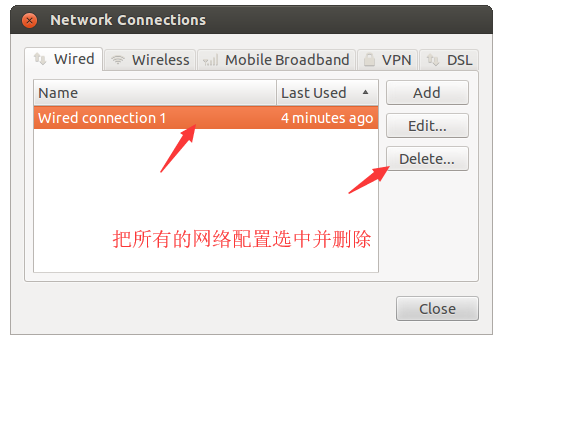 Network Connections
Wired Wireless Mobile Broadband VPN DSL
Name Last Used Add
Wired connection 1 4 minutes ago
Edit...
Delete...
把所有的网络配置选中并删除
Close